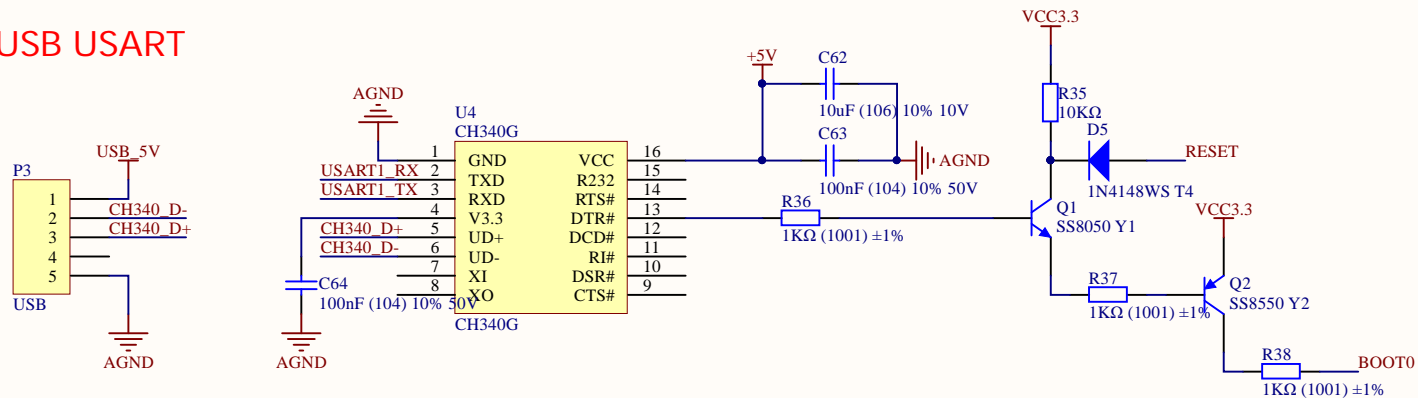 USB USART
P3
USB_5V
1
2
3
4
5
CH340_D-
CH340_D+
USB
AGND
AGND
U4
CH340G
USART1_RX
USART1_TX
CH340_D+
CH340_D-
1 GND VCC 16
2 TXD R232 15
3 RXD RTS# 14
4 V3.3 DTR# 13
5 UD+ DCD# 12
6 UD- RI# 11
7 XI DSR# 10
8 XO CTS# 9
CH340G
C64
100nF (104) 10% 50V
AGND
+5V
C62
10uF (106) 10% 10V
C63
100nF (104) 10% 50V
AGND
R36
1KΩ (1001) ±1%
VCC3.3
R35
10KΩ
D5
RESET
1N4148WS T4
Q1
SS8050 Y1
VCC3.3
R37
1KΩ (1001) ±1%
Q2
SS8550 Y2
R38
BOOT0
1KΩ (1001) ±1%